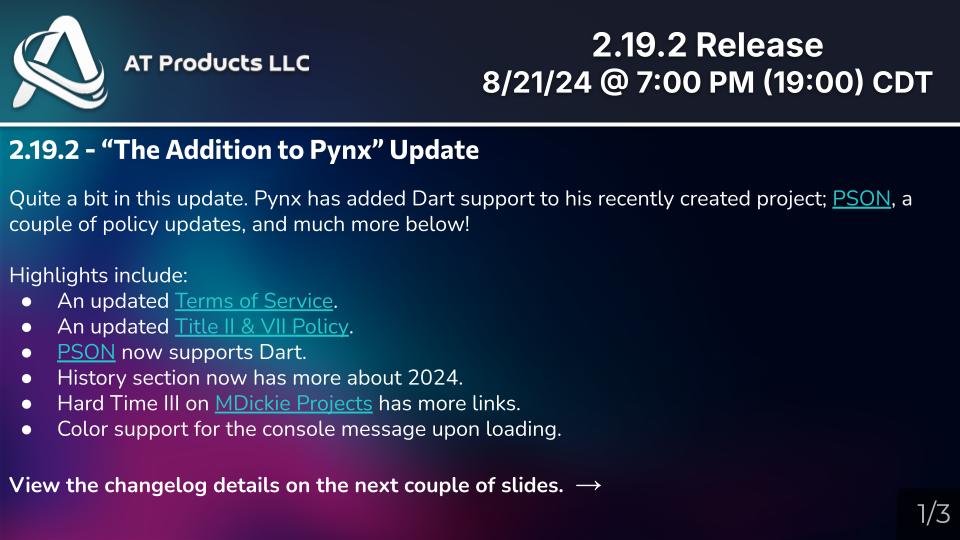 AT Products LLC
2.19.2 Release
8/21/24 @ 7:00 PM (19:00) CDT
2.19.2 - “The Addition to Pynx” Update
Quite a bit in this update. Pynx has added Dart support to his recently created project; PSON, a
couple of policy updates, and much more below!
Highlights include:
● An updated Terms of Service.
● An updated Title II & VII Policy.
● PSON now supports Dart.
● History section now has more about 2024.
● Hard Time III on MDickie Projects has more links.
● Color support for the console message upon loading.
View the changelog details on the next couple of slides. →
1/3